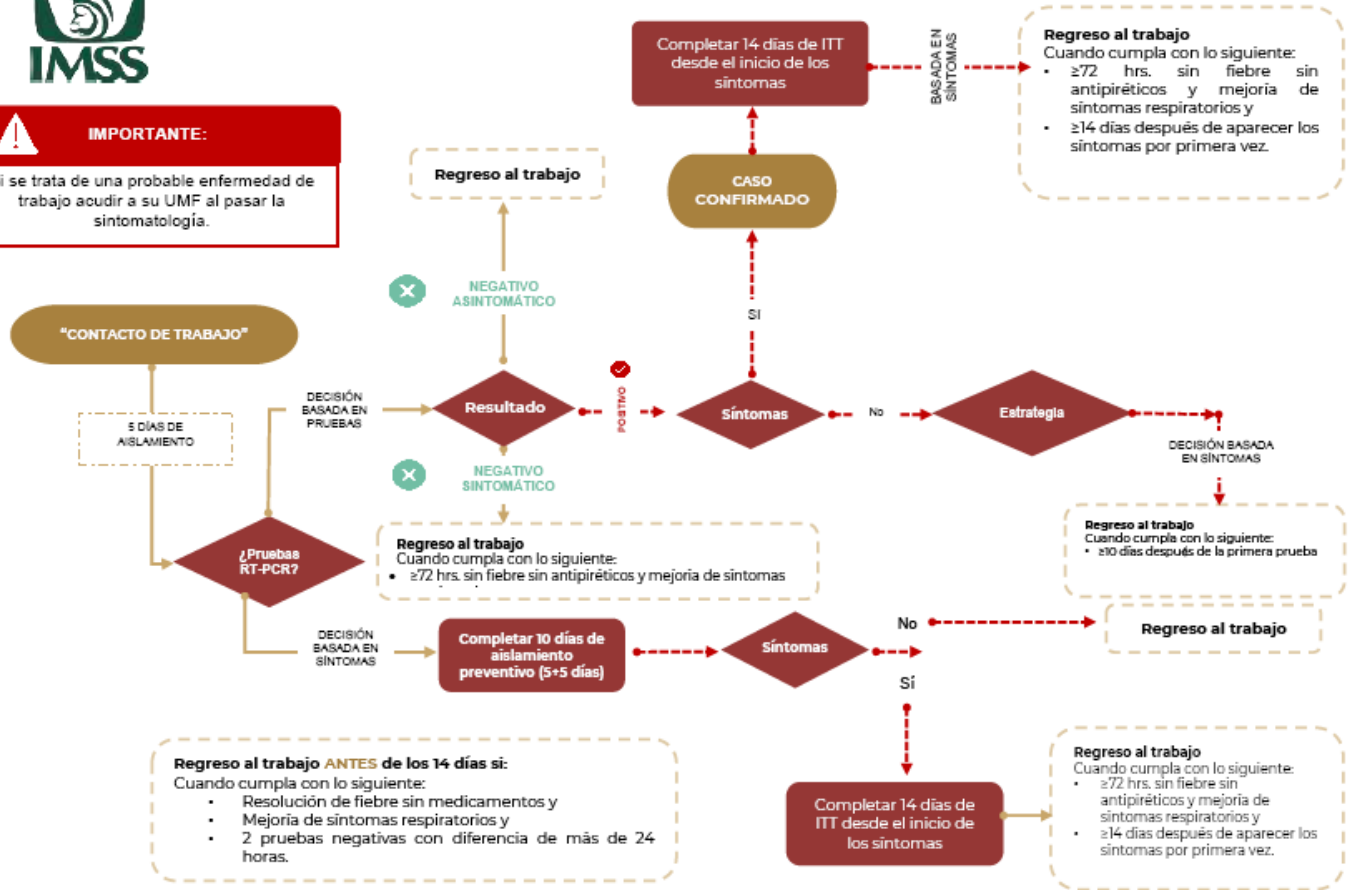 IMSS
IMPORTANTE:
i se trata de una probable enfermedad de
trabajo acudir a su UMF al pasar la
sintomatología.
Completar 14 días de ITT
desde el inicio de los
síntomas
BASADA EN
SÍNTOMAS
Regreso al trabajo
Cuando cumpla con lo siguiente:
• ≥72 hrs. sin fiebre sin
antipiréticos y mejoría de
síntomas respiratorios y
• ≥14 días después de aparecer los
síntomas por primera vez.
Regreso al trabajo
CASO
CONFIRMADO
NEGATIVO
ASINTOMÁTICO
SI
"CONTACTO DE TRABAJO"
5 DÍAS DE
AISLAMIENTO
DECISIÓN
BASADA EN
PRUEBAS
Resultado
POSITIVO
Síntomas
No
Estrategia
DECISIÓN BASADA
EN SÍNTOMAS
NEGATIVO
SINTOMÁTICO
¿Pruebas
RT-PCR?
Regreso al trabajo
Cuando cumpla con lo siguiente:
• ≥72 hrs. sin fiebre sin antipiréticos y mejoría de síntomas
Regreso al trabajo
Cuando cumpla con lo siguiente:
• ≥10 días después de la primera prueba
DECISIÓN
BASADA EN
SÍNTOMAS
Completar 10 días de
aislamiento
preventivo (5+5 días)
Síntomas
No
Regreso al trabajo
Sí
Regreso al trabajo ANTES de los 14 días si:
Cuando cumpla con lo siguiente:
• Resolución de fiebre sin medicamentos y
• Mejoría de síntomas respiratorios y
• 2 pruebas negativas con diferencia de más de 24
horas.
Completar 14 días de
ITT desde el inicio de
los síntomas
Regreso al trabajo
Cuando cumpla con lo siguiente:
• ≥72 hrs. sin fiebre sin
antipiréticos y mejoría de
síntomas respiratorios y
• ≥14 días después de aparecer los
síntomas por primera vez.